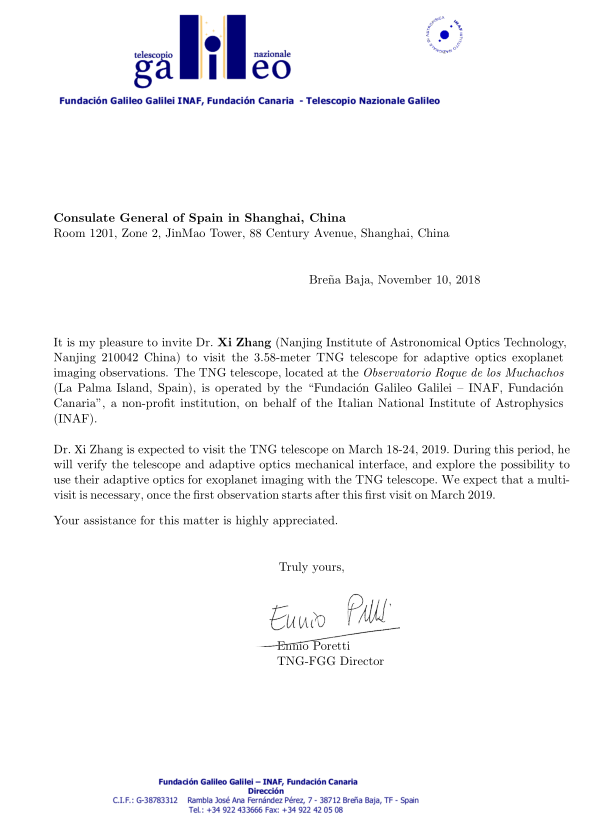 telescopio nazionale
galileo
ISTITUTO NAZIONALE DI ASTROFISICA INAF
Fundación Galileo Galilei INAF, Fundación Canaria - Telescopio Nazionale Galileo
Consulate General of Spain in Shanghai, China
Room 1201, Zone 2, JinMao Tower, 88 Century Avenue, Shanghai, China
Breña Baja, November 10, 2018
It is my pleasure to invite Dr. Xi Zhang (Nanjing Institute of Astronomical Optics Technology,
Nanjing 210042 China) to visit the 3.58-meter TNG telescope for adaptive optics exoplanet
imaging observations. The TNG telescope, located at the Observatorio Roque de los Muchachos
(La Palma Island, Spain), is operated by the “Fundación Galileo Galilei – INAF, Fundación
Canaria”, a non-profit institution, on behalf of the Italian National Institute of Astrophysics
(INAF).
Dr. Xi Zhang is expected to visit the TNG telescope on March 18-24, 2019. During this period, he
will verify the telescope and adaptive optics mechanical interface, and explore the possibility to
use their adaptive optics for exoplanet imaging with the TNG telescope. We expect that a multi-
visit is necessary, once the first observation starts after this first visit on March 2019.
Your assistance for this matter is highly appreciated.
Truly yours,
Ennio
Ennio Poretti
TNG-FGG Director
Fundación Galileo Galilei – INAF, Fundación Canaria
Dirección
C.I.F.: G-38783312 Rambla José Ana Fernández Pérez, 7 - 38712 Breña Baja, TF - Spain
Tel.: +34 922 433666 Fax: +34 922 42 05 08